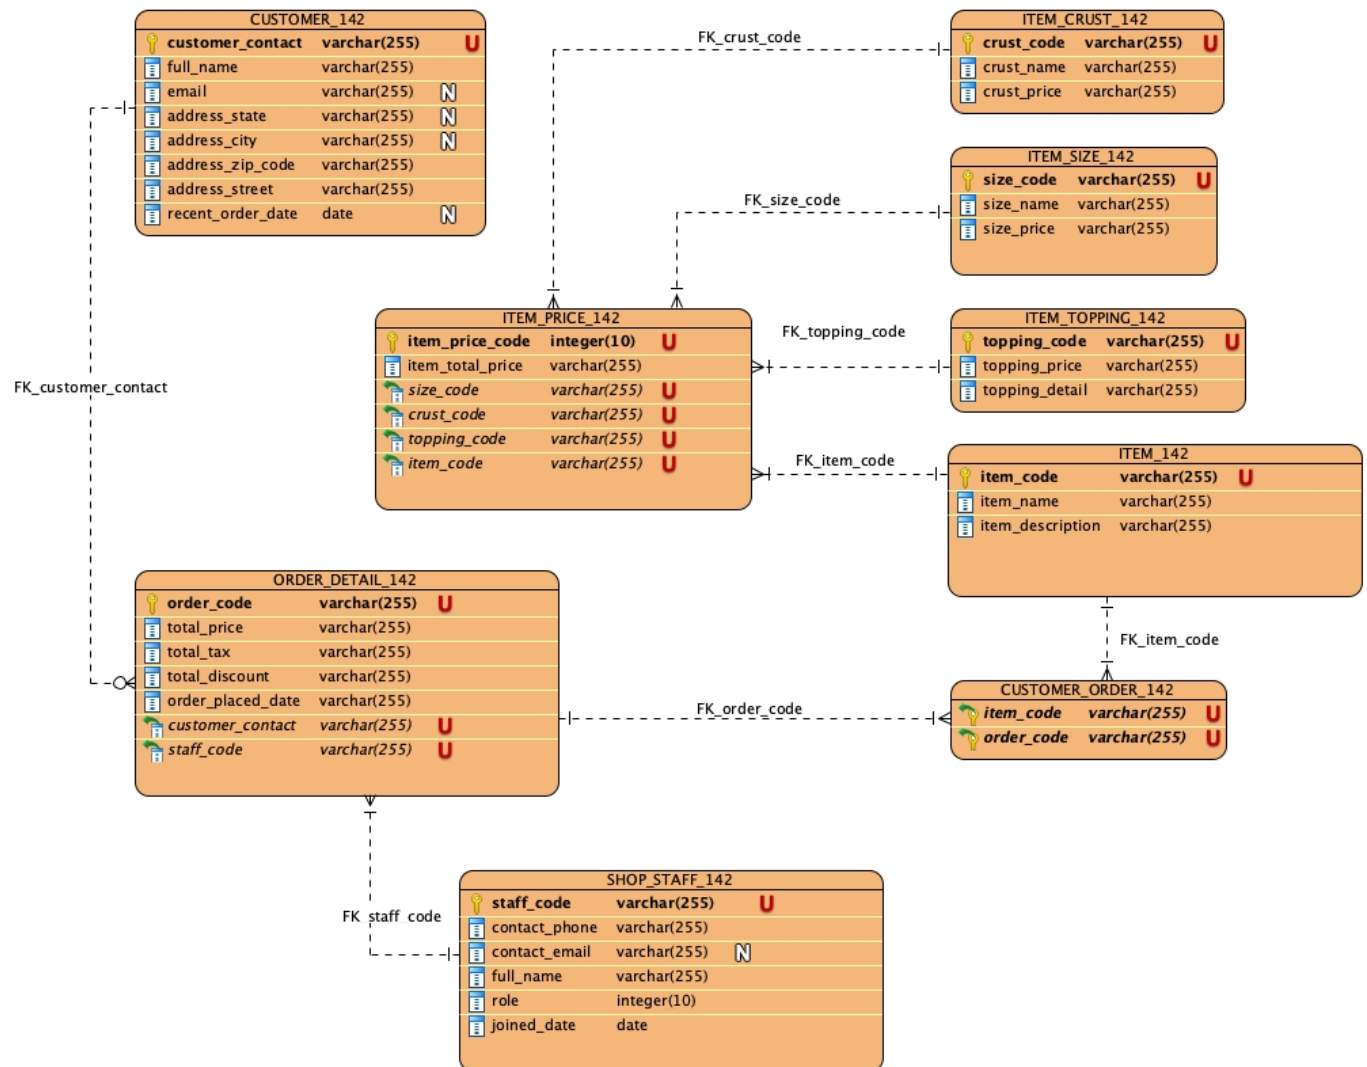 CUSTOMER_142
customer_contact varchar(255) U
full_name varchar(255)
email varchar(255) N
address_state varchar(255) N
address_city varchar(255) N
address_zip_code varchar(255)
address_street varchar(255)
recent_order_date date N
FK_crust_code
ITEM_CRUST_142
crust_code varchar(255) U
crust_name varchar(255)
crust_price varchar(255)
FK_size_code
ITEM_SIZE_142
size_code varchar(255) U
size_name varchar(255)
size_price varchar(255)
ITEM_PRICE_142
item_price_code integer(10) U
item_total_price varchar(255)
size_code varchar(255) U
crust_code varchar(255) U
topping_code varchar(255) U
item_code varchar(255) U
FK_topping_code
ITEM_TOPPING_142
topping_code varchar(255) U
topping_price varchar(255)
topping_detail varchar(255)
FK_customer_contact
FK_item_code
ITEM_142
item_code varchar(255) U
item_name varchar(255)
item_description varchar(255)
ORDER_DETAIL_142
order_code varchar(255) U
total_price varchar(255)
total_tax varchar(255)
total_discount varchar(255)
order_placed_date varchar(255)
customer_contact varchar(255) U
staff_code varchar(255) U
FK_item_code
FK_order_code
CUSTOMER_ORDER_142
item_code varchar(255) U
order_code varchar(255) U
FK_staff_code
SHOP_STAFF_142
staff_code varchar(255) U
contact_phone varchar(255)
contact_email varchar(255) N
full_name varchar(255)
role integer(10)
joined_date date